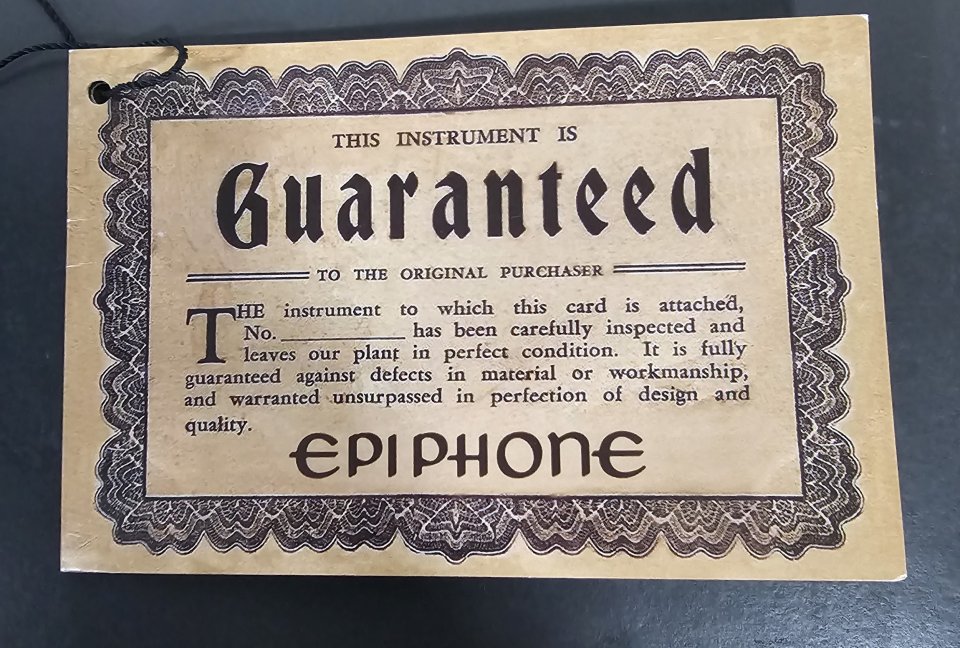 THIS INSTRUMENT IS
Guaranteed
TO THE ORIGINAL PURCHASER
THE instrument to which this card is attached,
No. ____________ has been carefully inspected and
leaves our plant in perfect condition. It is fully
guaranteed against defects in material or workmanship,
and warranted unsurpassed in perfection of design and
quality.
EPIPHONE